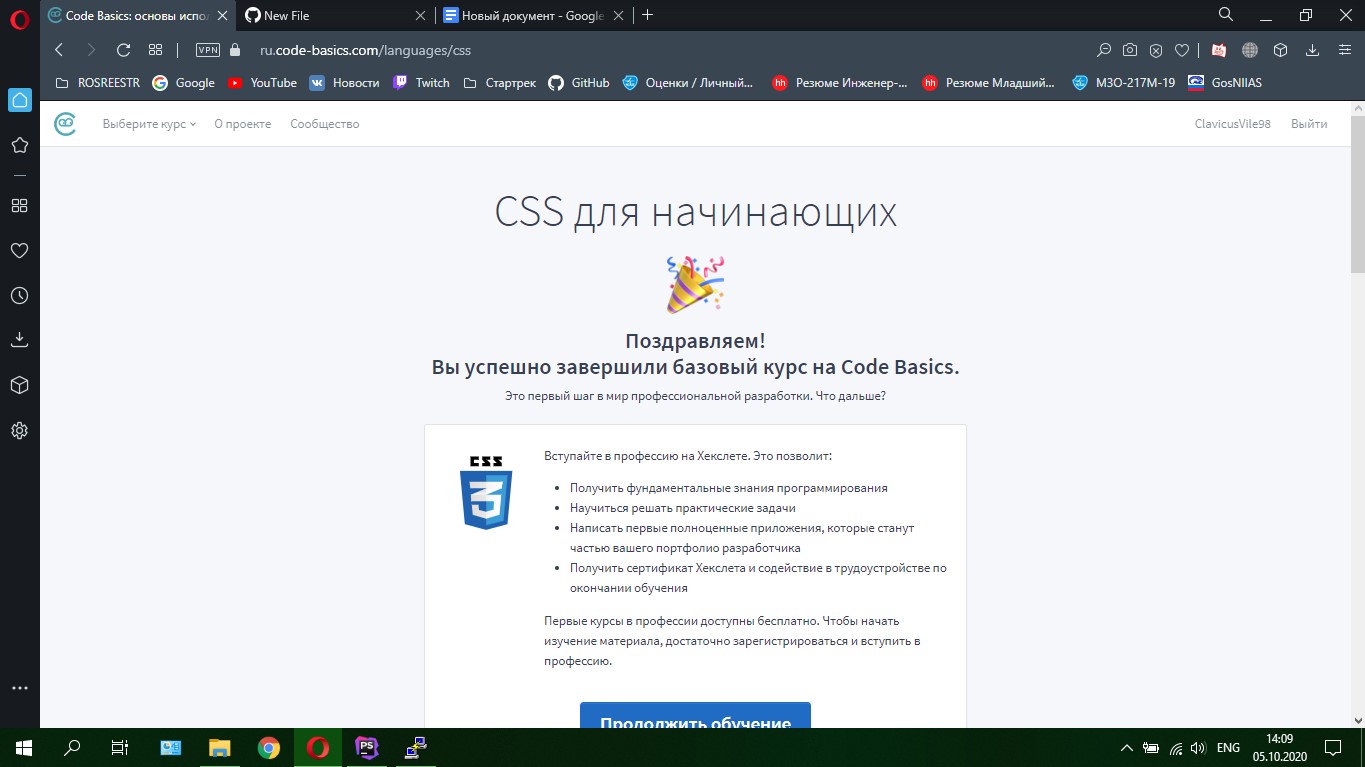 Code Basics: основы испол
New File
Новый документ - Google
VPN
ru.code-basics.com/languages/css
ROSREESTR
Google
YouTube
Новости
Twitch
Стартрек
GitHub
Оценки / Личный...
hh
Резюме Инженер-...
hh
Резюме Младший...
МЗО-217М-19
GosNIIAS
Выберите курс
О проекте
Сообщество
ClavicusVile98
Выйти
CSS для начинающих
Поздравляем!
Вы успешно завершили базовый курс на Code Basics.
Это первый шаг в мир профессиональной разработки. Что дальше?
CSS
3
Вступайте в профессию на Хекслете. Это позволит:
Получить фундаментальные знания программирования
Научиться решать практические задачи
Написать первые полноценные приложения, которые станут
частью вашего портфолио разработчика
Получить сертификат Хекслета и содействие в трудоустройстве по
окончании обучения
Первые курсы в профессии доступны бесплатно. Чтобы начать
изучение материала, достаточно зарегистрироваться и вступить в
профессию.
Продолжить обучение
PS
ENG
14:09
05.10.2020